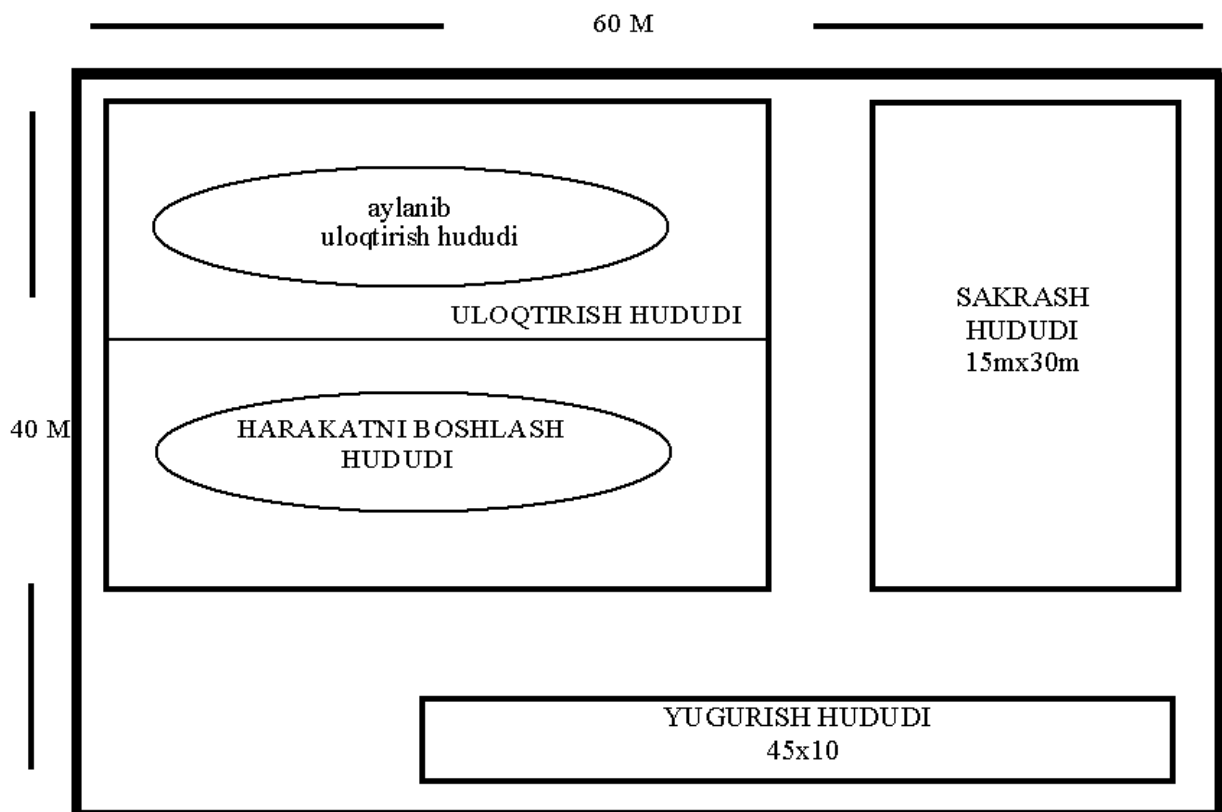 60 M
aylanib
uloqtirish hududi
ULOQTIRISH HUDUDI
SAKRASH
HUDUDI
15mx30m
40 M
HARAKATNI BOSHLASH
HUDUDI
YUGURISH HUDUDI
45x10